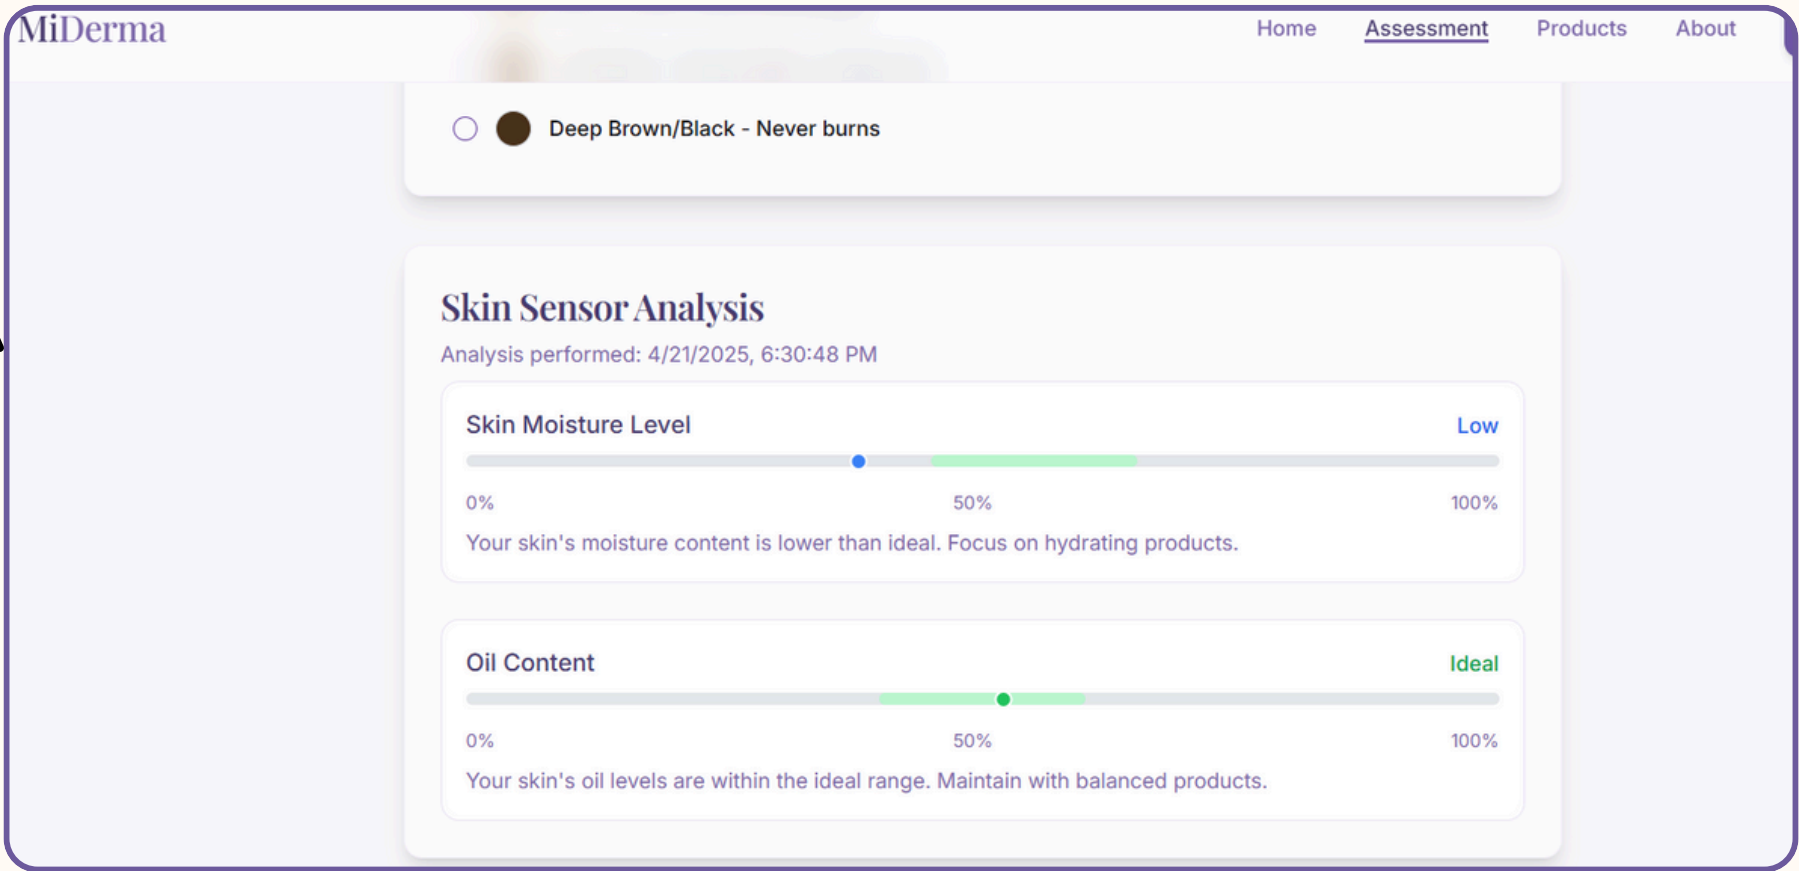 MiDerma
Home Assessment Products About
Deep Brown/Black - Never burns
Skin Sensor Analysis
Analysis performed: 4/21/2025, 6:30:48 PM
Skin Moisture Level Low
0% 50% 100%
Your skin's moisture content is lower than ideal. Focus on hydrating products.
Oil Content Ideal
0% 50% 100%
Your skin's oil levels are within the ideal range. Maintain with balanced products.